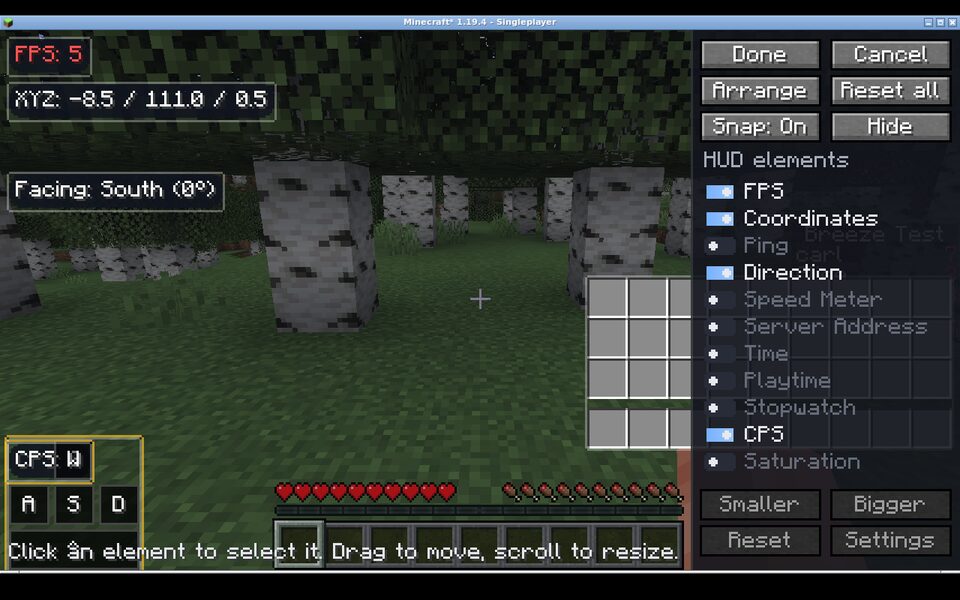 Minecraft* 1.19.4 - Singleplayer
FPS: 5
XYZ: -8.5 / 111.0 / 0.5
Facing: South (0°)
Done
Cancel
Arrange
Reset all
Snap: On
Hide
HUD elements
FPS
Coordinates
Ping
Direction
Speed Meter
Server Address
Time
Playtime
Stopwatch
CPS
Saturation
Smaller
Bigger
Reset
Settings
CPS: W
A S D
Click an element to select it. Drag to move, scroll to resize.